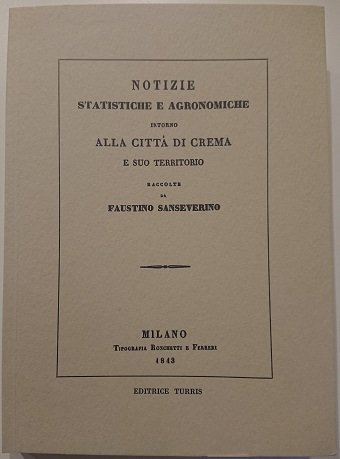 NOTIZIE
STATISTICHE E AGRONOMICHE
INTORNO
ALLA CITTÀ DI CREMA
E SUO TERRITORIO
RACCOLTE
DA
FAUSTINO SANSEVERINO
MILANO
TIPOGRAFIA RONCHETTI E FERRERI
1843
EDITRICE TURRIS